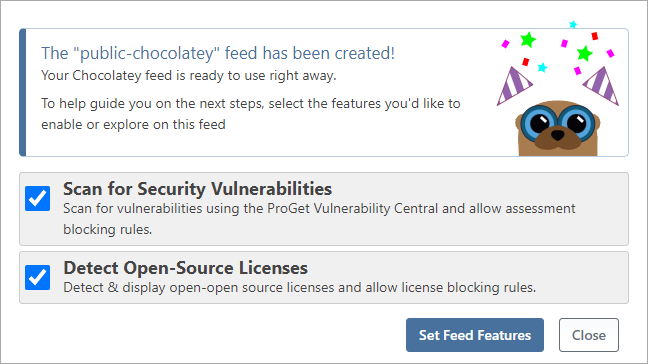 The "public-chocolatey" feed has been created!
Your Chocolatey feed is ready to use right away.
To help guide you on the next steps, select the features you'd like to
enable or explore on this feed
Scan for Security Vulnerabilities
Scan for vulnerabilities using the ProGet Vulnerability Central and allow assessment
blocking rules.
Detect Open-Source Licenses
Detect & display open-open source licenses and allow license blocking rules.
Set Feed Features
Close